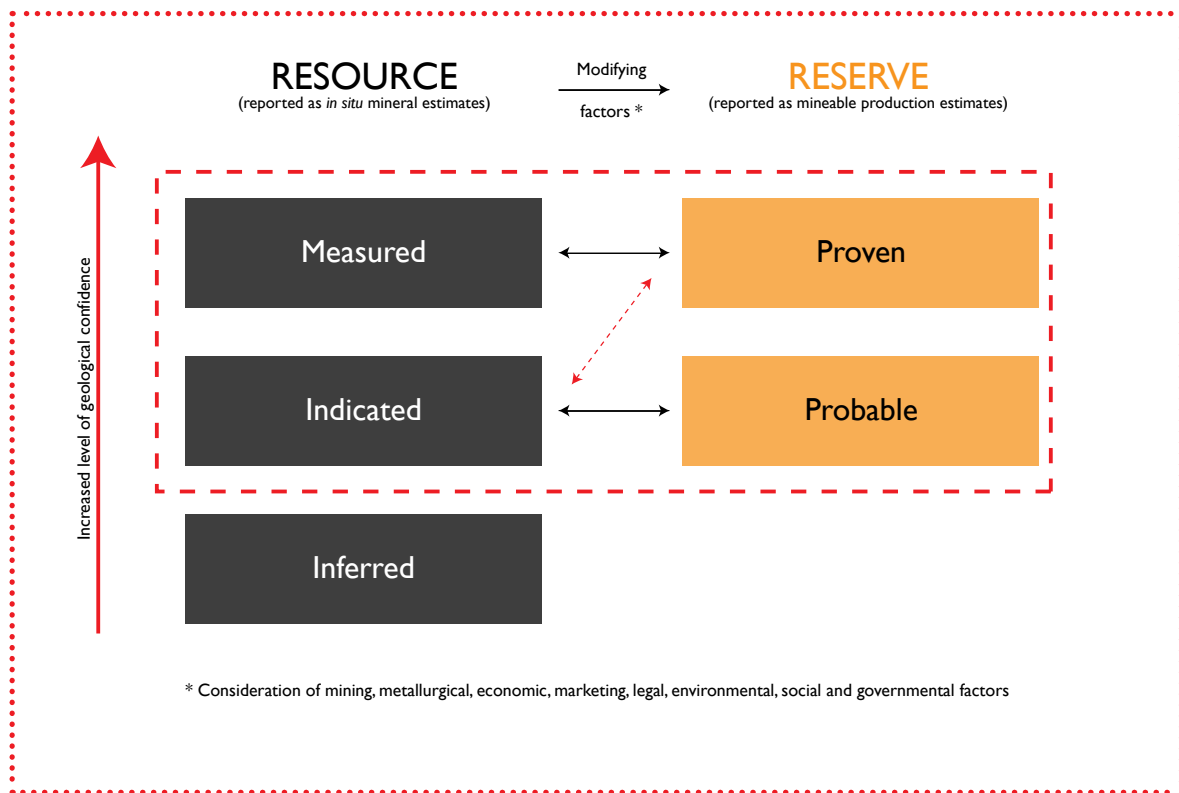 RESOURCE
(reported as in situ mineral estimates)
Modifying
factors *
RESERVE
(reported as mineable production estimates)
Increased level of geological confidence
Measured
Proven
Indicated
Probable
Inferred
* Consideration of mining, metallurgical, economic, marketing, legal, environmental, social and governmental factors